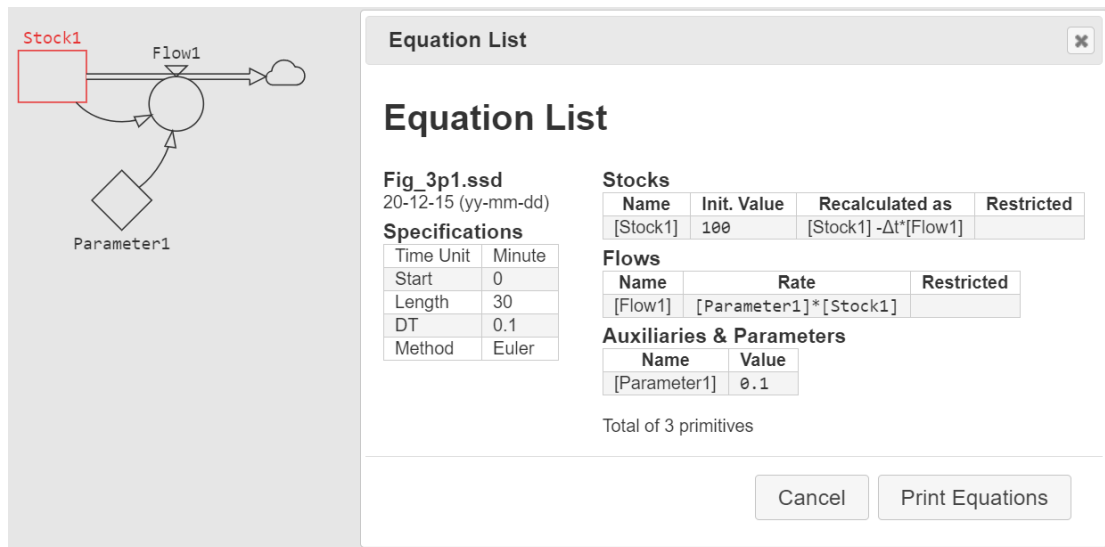 Stock1
Flow1
Parameter1
Equation List
Equation List
Fig_3p1.ssd
20-12-15 (yy-mm-dd)
Specifications
Time Unit Minute
Start 0
Length 30
DT 0.1
Method Euler
Stocks
Name Init. Value Recalculated as Restricted
[Stock1] 100 [Stock1] -Δt*[Flow1]
Flows
Name Rate Restricted
[Flow1] [Parameter1]*[Stock1]
Auxiliaries & Parameters
Name Value
[Parameter1] 0.1
Total of 3 primitives
Cancel Print Equations